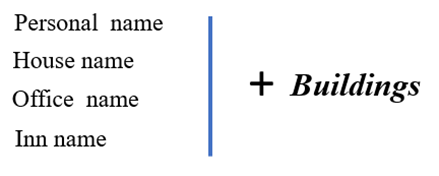 Personal name
House name
Office name
Inn name
+ Buildings